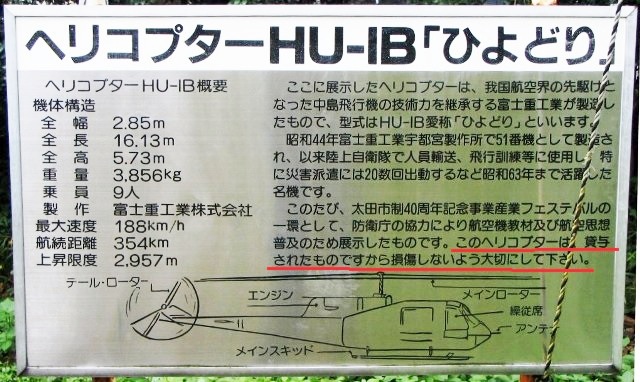 ヘリコプターHU-IB「ひよどり」
ヘリコプターHU-IB概要
機体構造
全幅 2.85m
全長 16.13m
全高 5.73m
重量 3,856kg
乗員 9人
製作 富士重工業株式会社
最大速度 188km/h
航続距離 354km
上昇限度 2,957m
ここに展示したヘリコプターは、我国航空界の先駆けと
なった中島飛行機の技術力を継承する富士重工業が製造し
たもので、型式はHU-IB愛称「ひよどり」といいます。
昭和44年富士重工業宇都宮製作所で51番機として製造さ
れ、以来陸上自衛隊で人員輸送、飛行訓練等に使用し、特
に災害派遣には20数回出動するなど昭和63年まで活躍した
名機です。
このたび、太田市制40周年記念事業産業フェスティバルの
一環として、防衛庁の協力により航空機教材及び航空思想
普及のため展示したものです。このヘリコプターは、貸与
されたものですから損傷しないよう大切にして下さい。
テール・ローター
エンジン
メインローター
操従席
アンテナ
メインスキッド